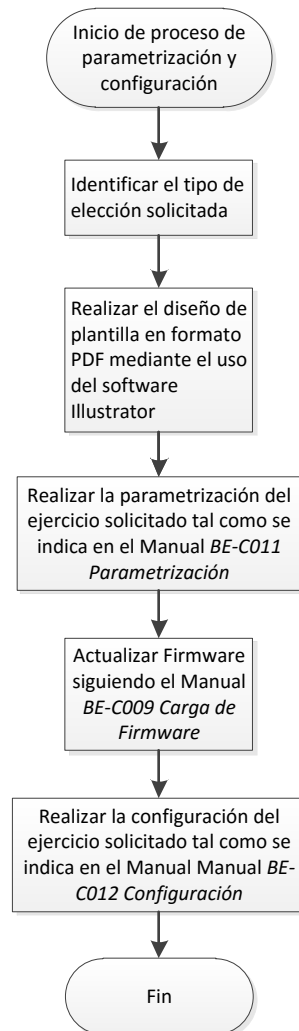 Inicio de proceso de
parametrización y
configuración
Identificar el tipo de
elección solicitada
Realizar el diseño de
plantilla en formato
PDF mediante el uso
del software
Illustrator
Realizar la parametrización del
ejercicio solicitado tal como se
indica en el Manual BE-C011
Parametrización
Actualizar Firmware
siguiendo el Manual
BE-C009 Carga de
Firmware
Realizar la configuración del
ejercicio solicitado tal como se
indica en el Manual Manual BE-
C012 Configuración
Fin